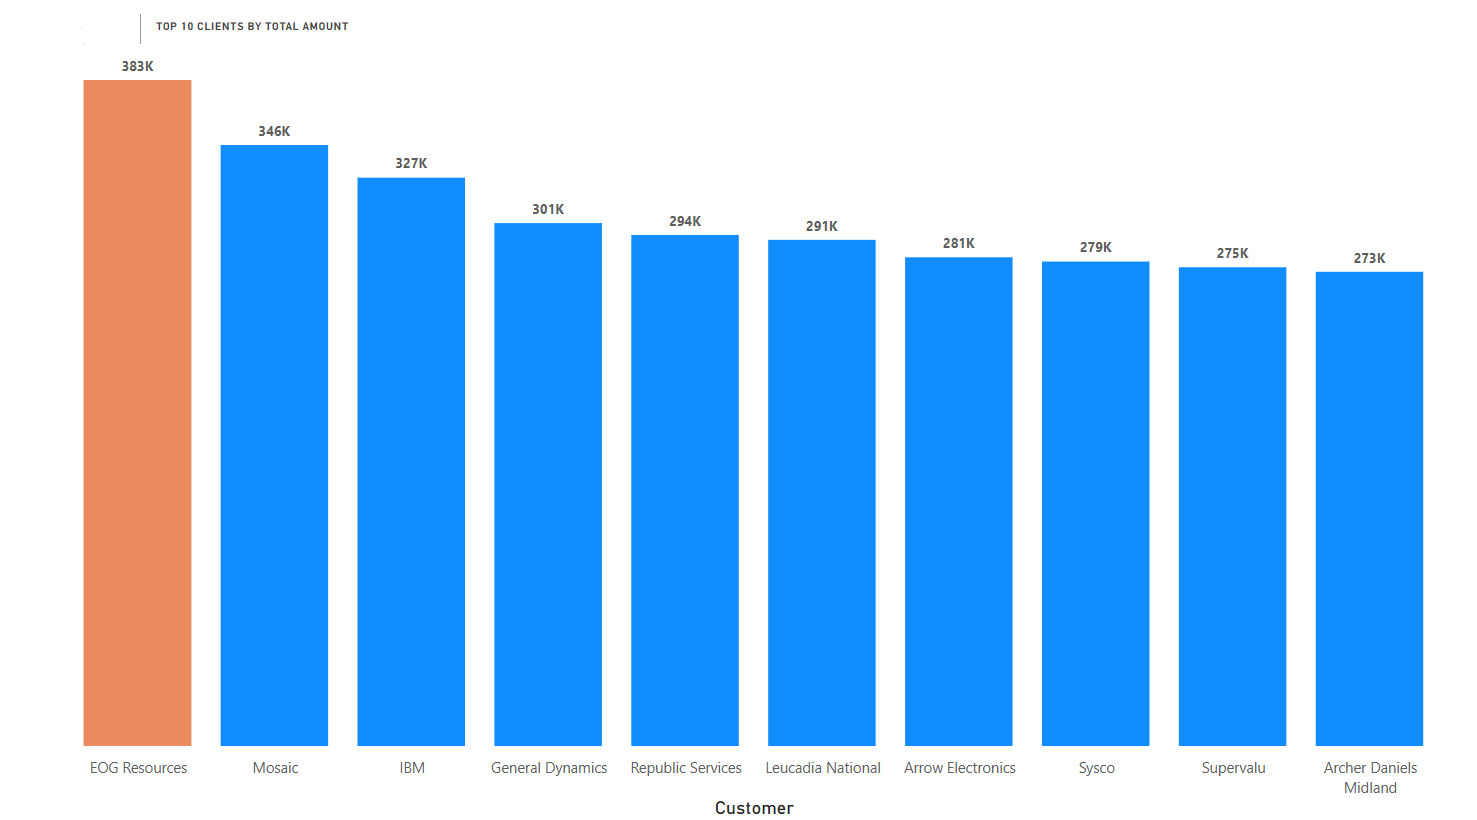 TOP 10 CLIENTS BY TOTAL AMOUNT
383K
346K
327K
301K
294K
291K
281K
279K
275K
273K
EOG Resources
Mosaic
IBM
General Dynamics
Republic Services
Leucadia National
Arrow Electronics
Sysco
Supervalu
Archer Daniels
Midland
Customer